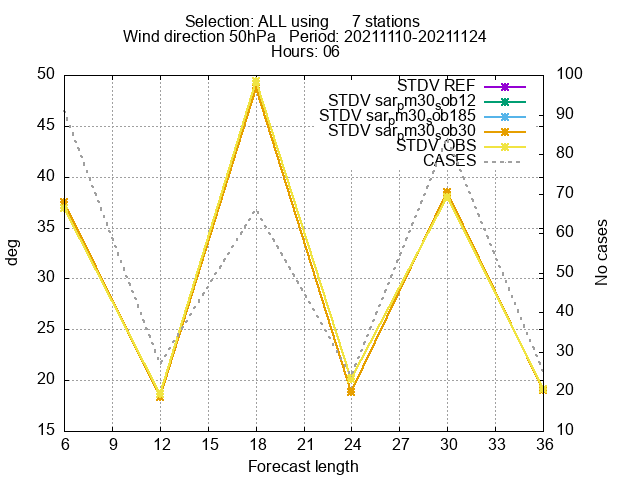 Selection: ALL using 7 stations
Wind direction 50hPa Period: 20211110-20211124
Hours: 06
50
45
40
35
30
25
20
15
100
90
80
70
60
50
40
30
20
10
6 9 12 15 18 21 24 27 30 33 36
deg
No cases
Forecast length
STDV REF
STDV sar_pm30_sob12
STDV sar_pm30_sob185
STDV sar_pm30_sob30
STDV OBS
CASES